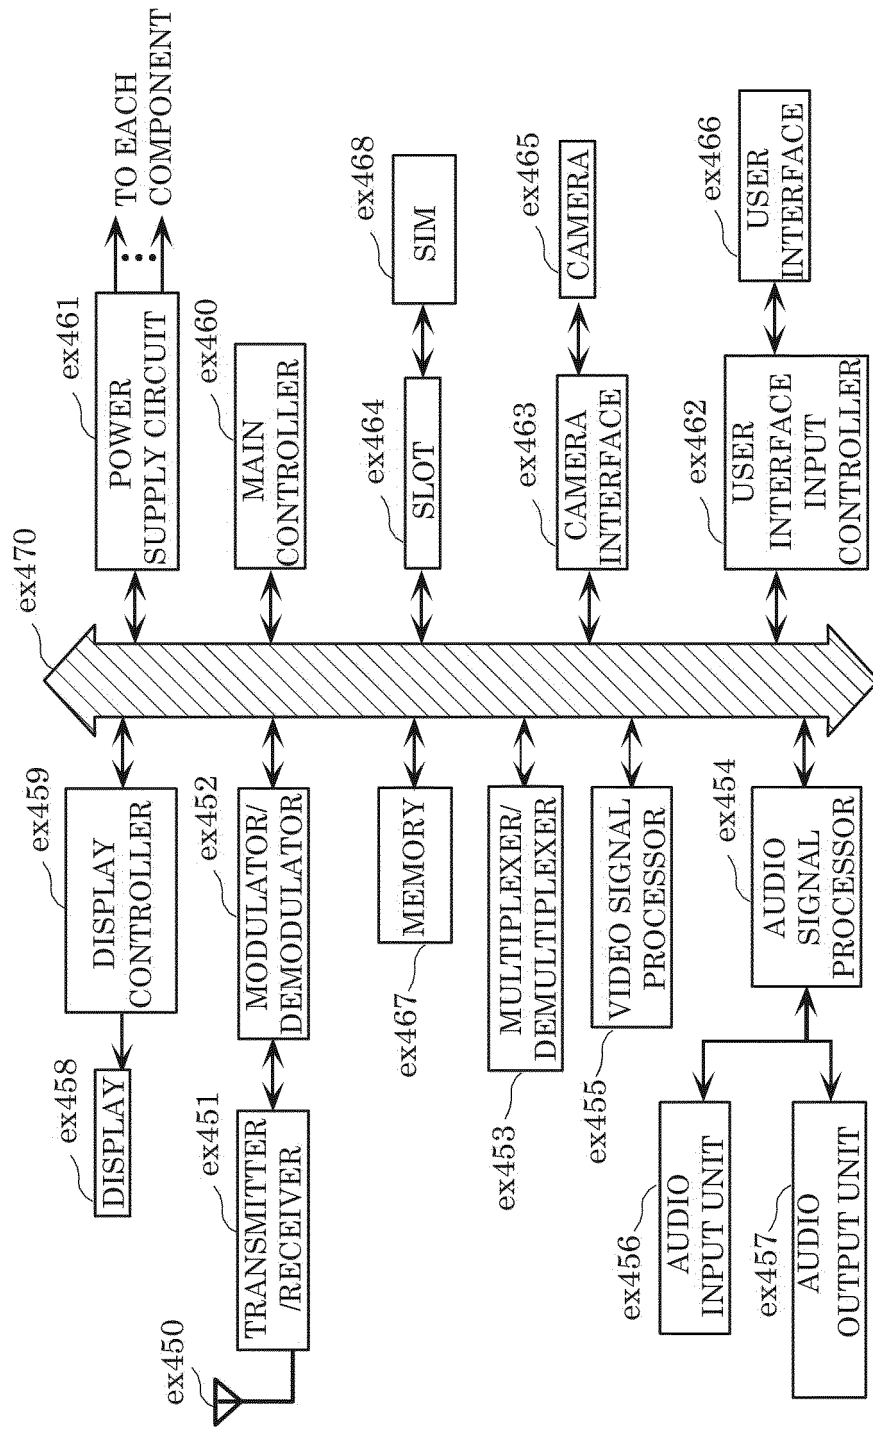 ex470
ex459
DISPLAY
CONTROLLER
ex458
DISPLAY
ex461
POWER
SUPPLY CIRCUIT
TO EACH
COMPONENT
ex452
MODULATOR/
DEMODULATOR
ex451
TRANSMITTER
/RECEIVER
ex450
ex460
MAIN
CONTROLLER
MEMORY
ex467
ex464
SLOT
ex468
SIM
MULTIPLEXER/
DEMULTIPLEXER
ex453
VIDEO SIGNAL
PROCESSOR
ex455
ex463
CAMERA
INTERFACE
ex465
CAMERA
ex454
AUDIO
SIGNAL
PROCESSOR
ex456
AUDIO
INPUT UNIT
ex457
AUDIO
OUTPUT UNIT
ex462
USER
INTERFACE
INPUT
CONTROLLER
ex466
USER
INTERFACE